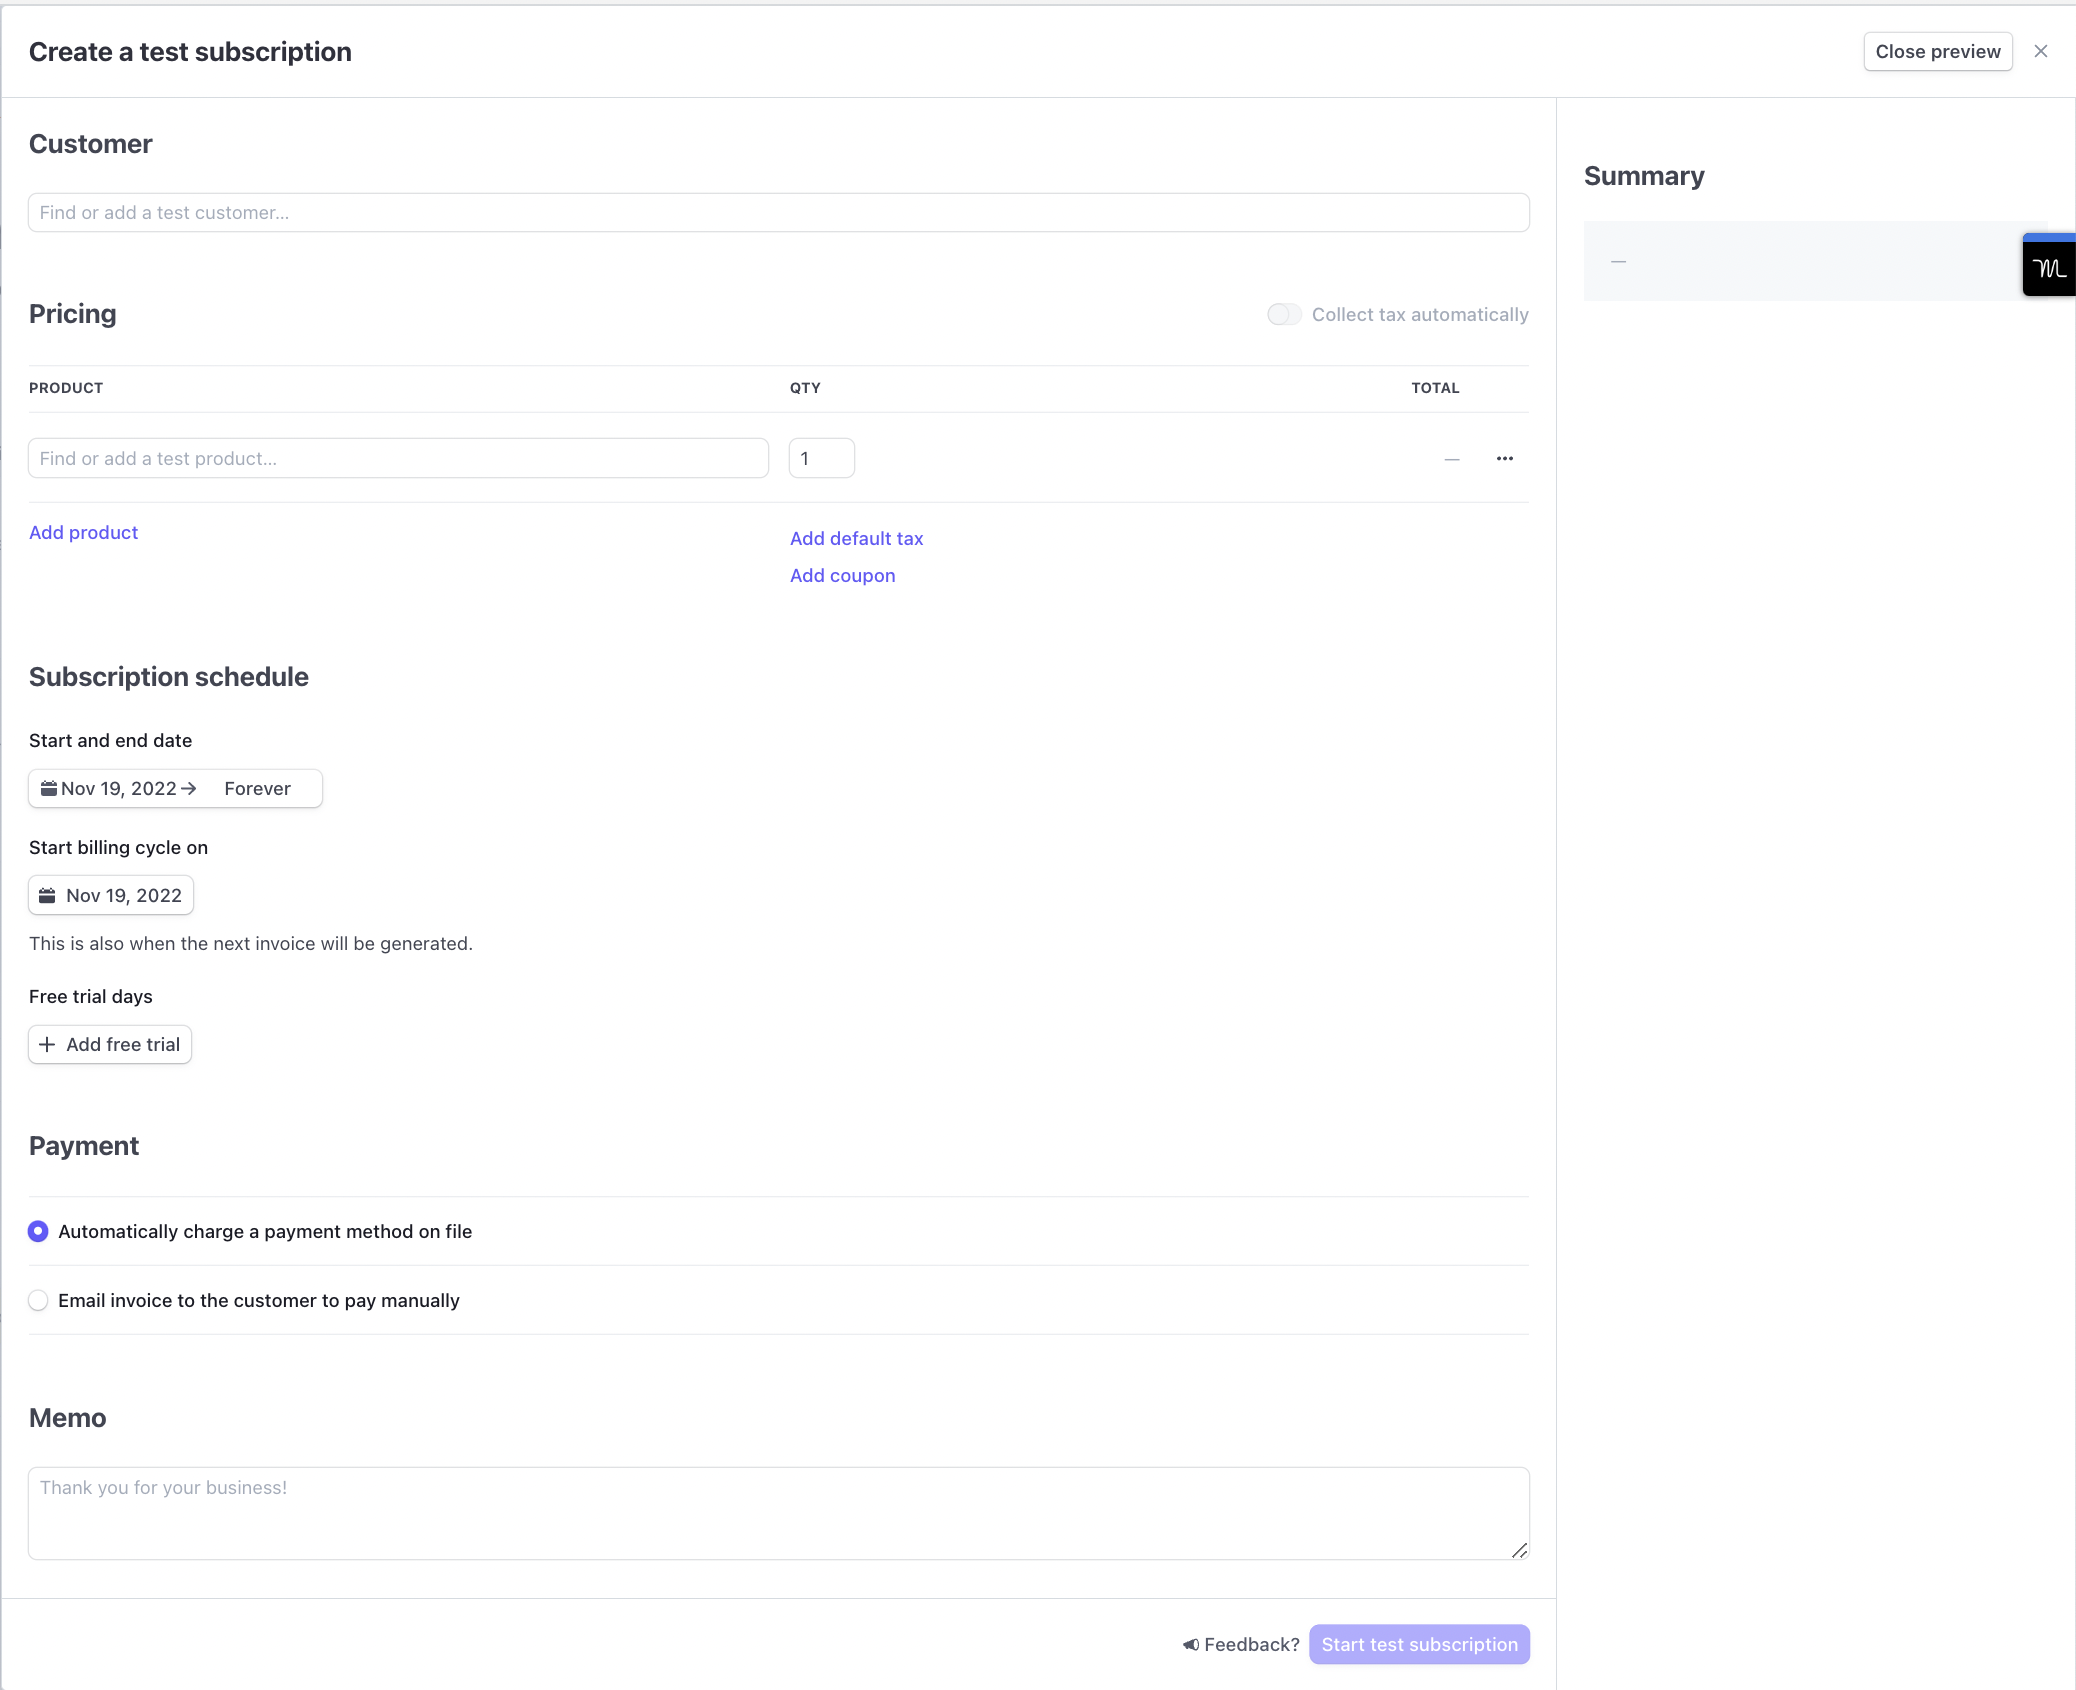 Create a test subscription
Close preview
Customer
Find or add a test customer...
Summary
—
Pricing
Collect tax automatically
PRODUCT QTY TOTAL
Find or add a test product...
1
—
Add product
Add default tax
Add coupon
Subscription schedule
Start and end date
Nov 19, 2022 → Forever
Start billing cycle on
Nov 19, 2022
This is also when the next invoice will be generated.
Free trial days
+ Add free trial
Payment
Automatically charge a payment method on file
Email invoice to the customer to pay manually
Memo
Thank you for your business!
Feedback?
Start test subscription